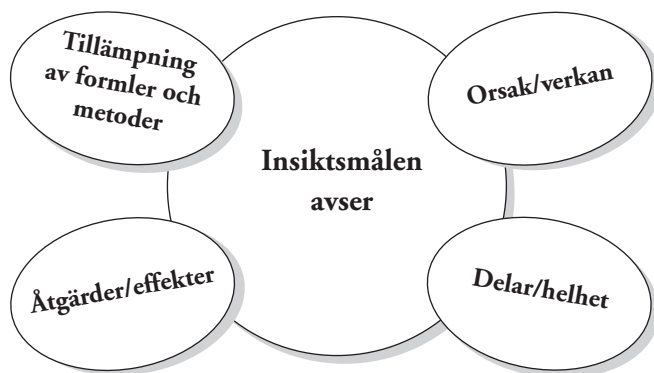 Tillämpning
av formler och
metoder
Orsak/verkan
Insiktsmålen
avser
Åtgärder/effekter
Delar/helhet